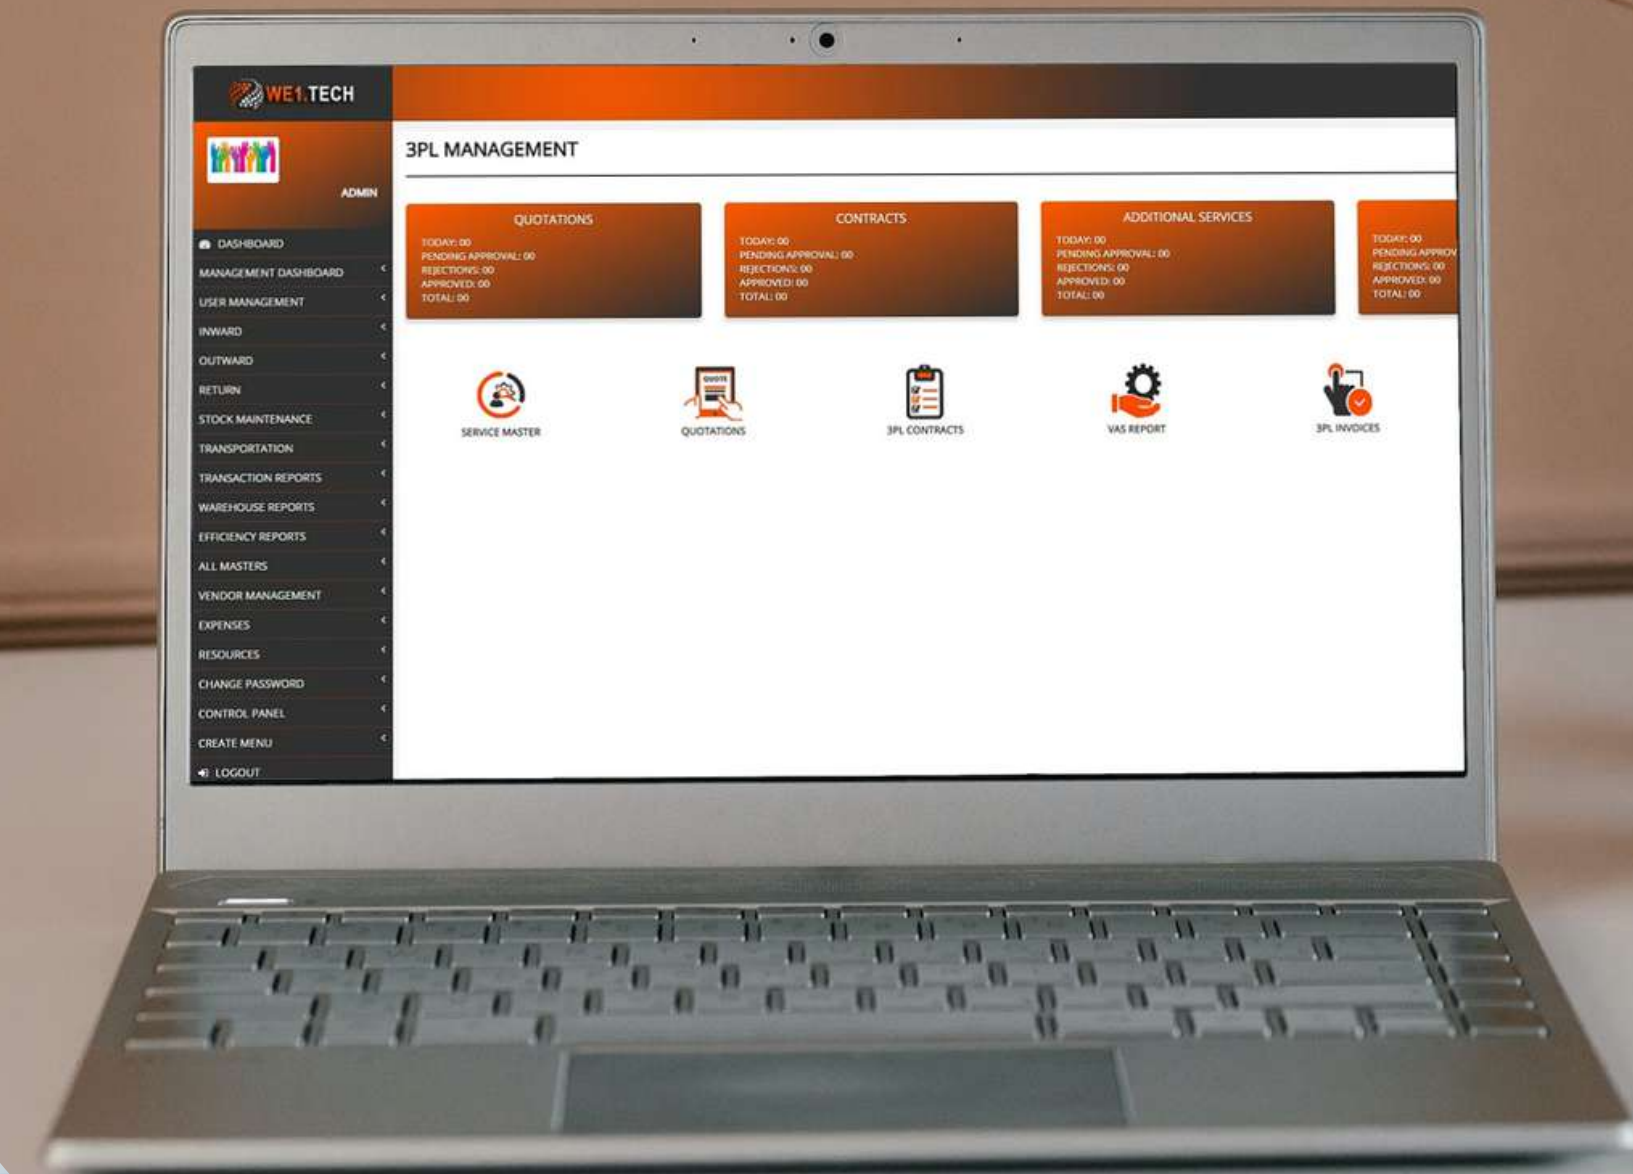 WE1.TECH
3PL MANAGEMENT
ADMIN
DASHBOARD
MANAGEMENT DASHBOARD
USER MANAGEMENT
INWARD
OUTWARD
RETURN
STOCK MAINTENANCE
TRANSPORTATION
TRANSACTION REPORTS
WAREHOUSE REPORTS
EFFICIENCY REPORTS
ALL MASTERS
VENDOR MANAGEMENT
EXPENSES
RESOURCES
CHANGE PASSWORD
CONTROL PANEL
CREATE MENU
LOGOUT
QUOTATIONS
TODAY: 00
PENDING APPROVAL: 00
REJECTIONS: 00
APPROVED: 00
TOTAL: 00
CONTRACTS
TODAY: 00
PENDING APPROVAL: 00
REJECTIONS: 00
APPROVED: 00
TOTAL: 00
ADDITIONAL SERVICES
TODAY: 00
PENDING APPROVAL: 00
REJECTIONS: 00
APPROVED: 00
TOTAL: 00
TODAY: 00
PENDING APPROV
REJECTIONS: 00
APPROVED: 00
TOTAL: 00
SERVICE MASTER
QUOTE
QUOTATIONS
3PL CONTRACTS
VAS REPORT
3PL INVOICES